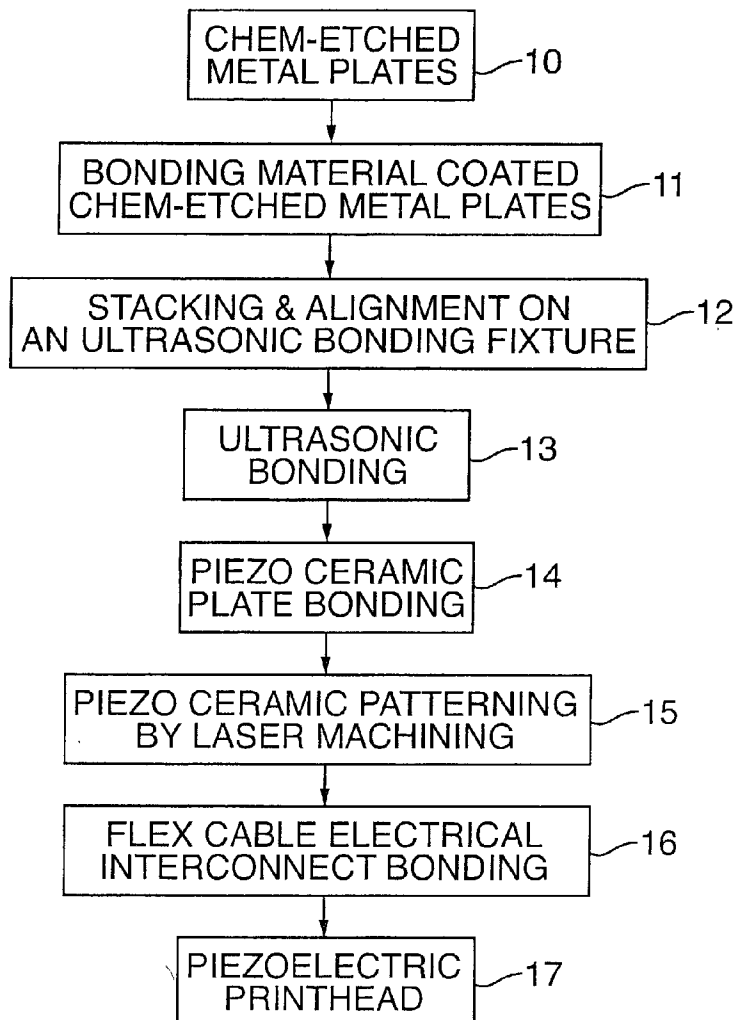 CHEM-ETCHED
METAL PLATES
10
BONDING MATERIAL COATED
CHEM-ETCHED METAL PLATES
11
STACKING & ALIGNMENT ON
AN ULTRASONIC BONDING FIXTURE
12
ULTRASONIC
BONDING
13
PIEZO CERAMIC
PLATE BONDING
14
PIEZO CERAMIC PATTERNING
BY LASER MACHINING
15
FLEX CABLE ELECTRICAL
INTERCONNECT BONDING
16
PIEZOELECTRIC
PRINTHEAD
17